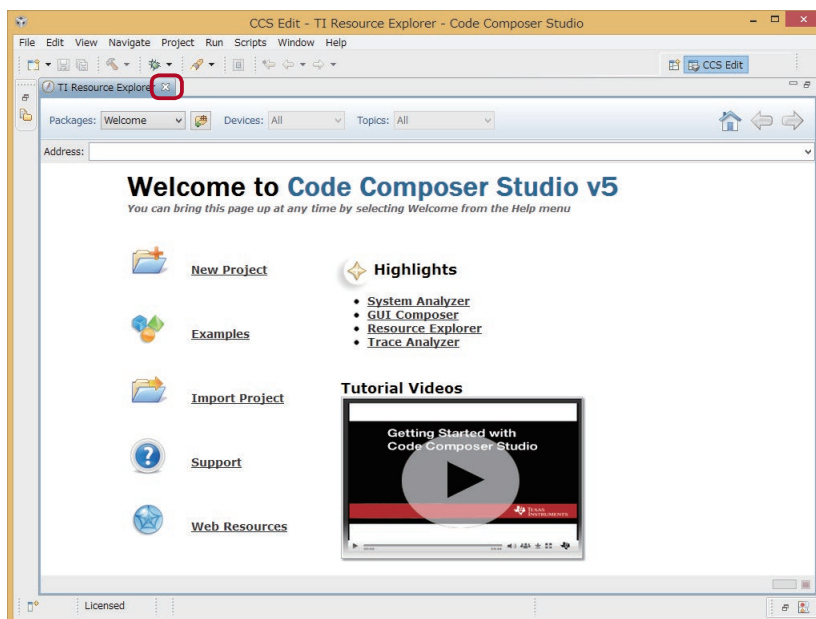 CCS Edit - TI Resource Explorer - Code Composer Studio
File Edit View Navigate Project Run Scripts Window Help
CCS Edit
TI Resource Explorer
Packages: Welcome Devices: All Topics: All
Address:
Welcome to Code Composer Studio v5
You can bring this page up at any time by selecting Welcome from the Help menu
New Project
Examples
Import Project
Support
Web Resources
Highlights
• System Analyzer
• GUI Composer
• Resource Explorer
• Trace Analyzer
Tutorial Videos
Getting Started with
Code Composer Studio
TEXAS
INSTRUMENTS
Licensed